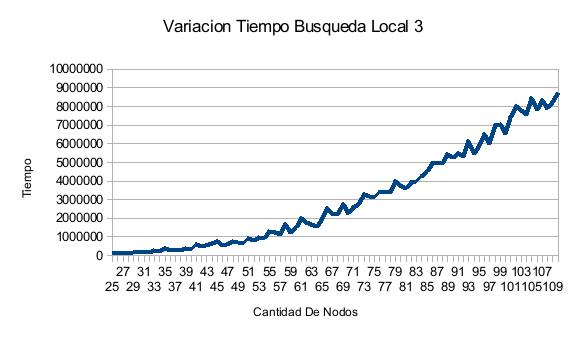 Variacion Tiempo Busqueda Local 3
10000000
9000000
8000000
7000000
6000000
5000000
4000000
3000000
2000000
1000000
0
Tiempo
27 31 35 39 43 47 51 55 59 63 67 71 75 79 83 87 91 95 99 103 107
25 29 33 37 41 45 49 53 57 61 65 69 73 77 81 85 89 93 97 101 105 109
Cantidad De Nodos